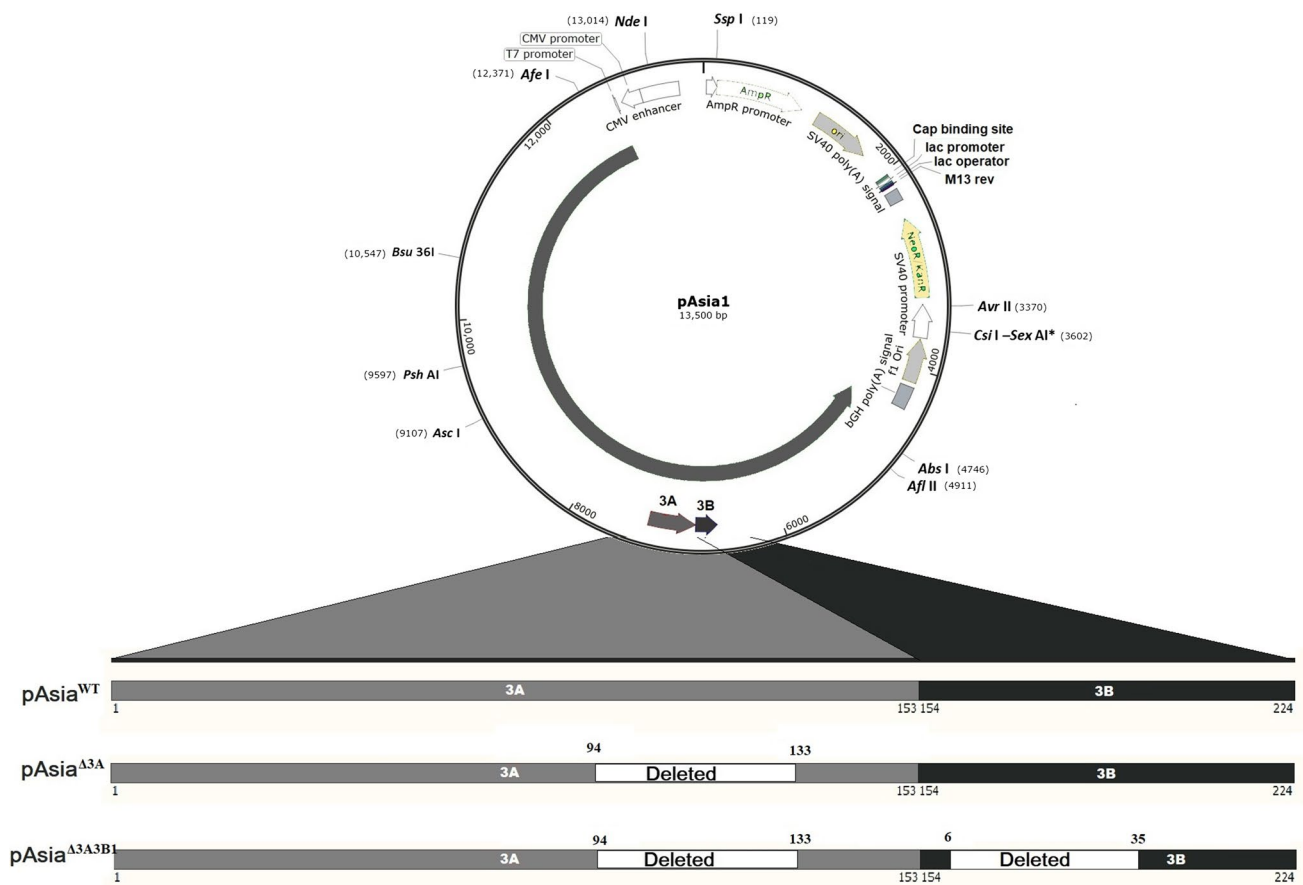 (13,014) Nde I
Ssp I (119)
CMV promoter
T7 promoter
(12,371) Afe I
CMV enhancer
AmpR
AmpR promoter
ori
SV40 poly(A) signal
Cap binding site
lac promoter
lac operator
M13 rev
2000
12,000
NeoR KanR
SV40 promoter
(10,547) Bsu 36I
pAsia1
13,500 bp
Avr II (3370)
Csi I –Sex AI* (3602)
f1 Ori
4000
bGH poly(A) signal
10,000
(9597) Psh AI
(9107) Asc I
Abs I (4746)
Afl II (4911)
8000
3A
3B
6000
pAsiaWT
3A
3B
1
153 154
224
94
133
pAsiaΔ3A
3A
Deleted
3B
1
153 154
224
94
133
6
35
pAsiaΔ3A3B1
3A
Deleted
Deleted
3B
1
153 154
224